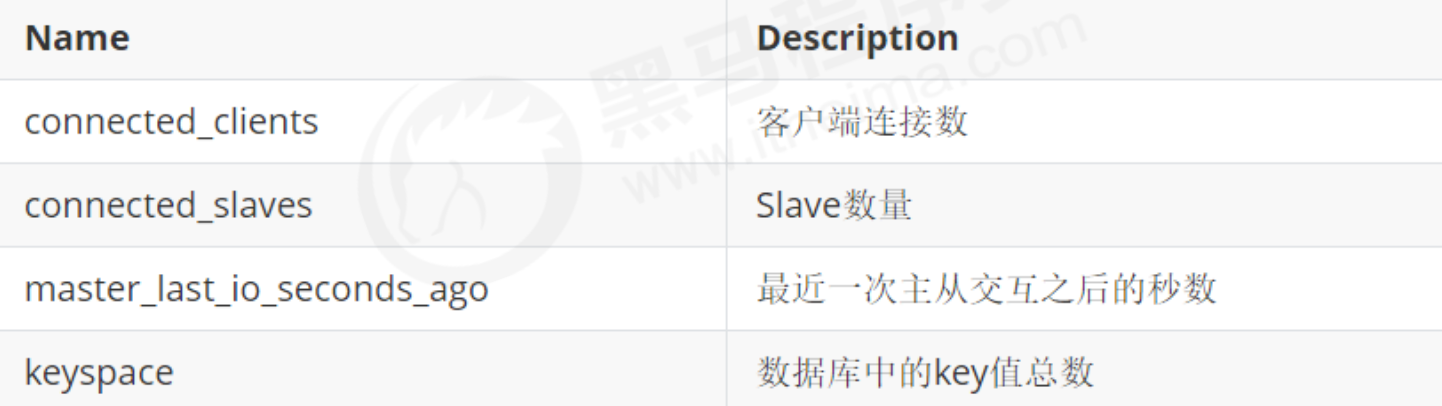 Name Description
connected_clients 客户端连接数
connected_slaves Slave数量
master_last_io_seconds_ago 最近一次主从交互之后的秒数
keyspace 数据库中的key值总数
黑马程序
www.itheima.com